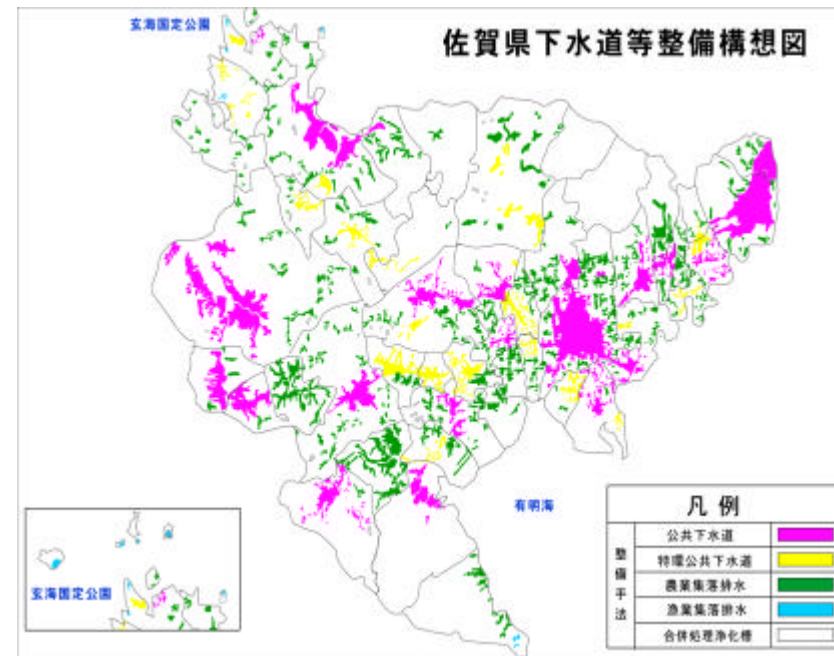 玄海国定公園
佐賀県下水道等整備構想図
有明海
玄海国定公園
凡例
整備手法
公共下水道
特環公共下水道
農業集落排水
漁業集落排水
合併処理浄化槽